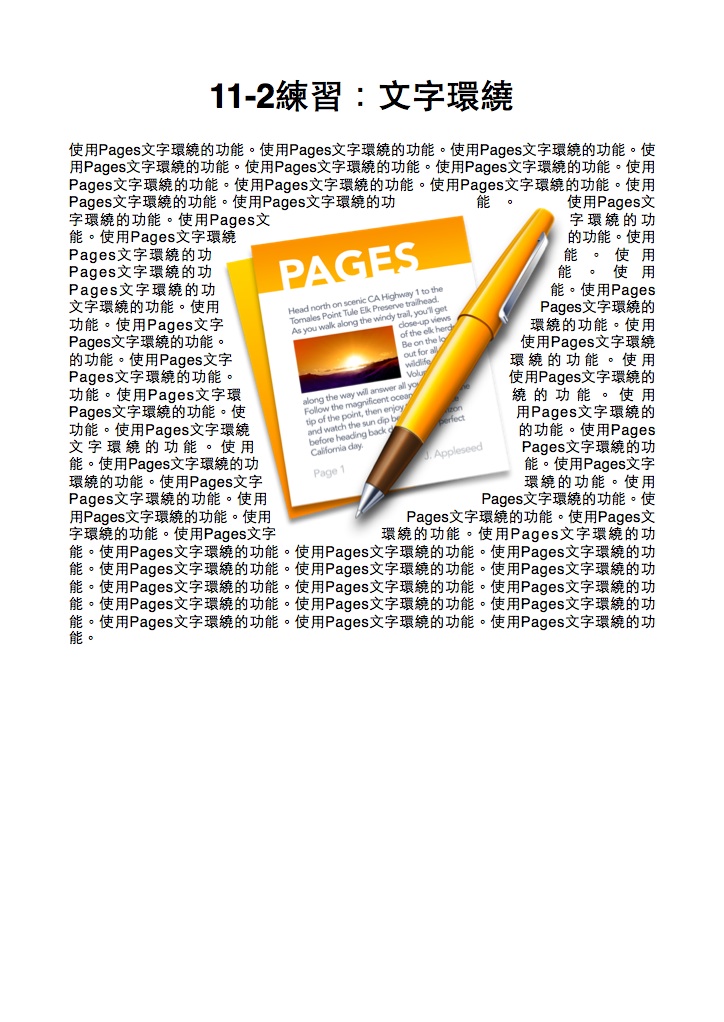 11-2練習：文字環繞
使用Pages文字環繞的功能。使用Pages文字環繞的功能。使用Pages文字環繞的功能。使
用Pages文字環繞的功能。使用Pages文字環繞的功能。使用Pages文字環繞的功能。使用
Pages文字環繞的功能。使用Pages文字環繞的功能。使用Pages文字環繞的功能。使用
Pages文字環繞的功能。使用Pages文字環繞的功 能。 使用Pages文
字環繞的功能。使用Pages文 字環繞的功
能。使用Pages文字環繞 的功能。使用
Pages文字環繞的功 能。使用
Pages文字環繞的功 能。使用
Pages文字環繞的功 能。使用Pages
文字環繞的功能。使用 Pages文字環繞的
功能。使用Pages文字 環繞的功能。使用
Pages文字環繞的功能。 使用Pages文字環繞
的功能。使用Pages文字 環繞的功能。使用
Pages文字環繞的功能。 使用Pages文字環繞的
功能。使用Pages文字環 繞的功能。使用
Pages文字環繞的功能。使 用Pages文字環繞的
功能。使用Pages文字環繞 的功能。使用Pages
文字環繞的功能。使用 Pages文字環繞的功
能。使用Pages文字環繞的功 能。使用Pages文字
環繞的功能。使用Pages文字 環繞的功能。使用
Pages文字環繞的功能。使用 Pages文字環繞的功能。使
用Pages文字環繞的功能。使用 Pages文字環繞的功能。使用Pages文
字環繞的功能。使用Pages文字 環繞的功能。使用Pages文字環繞的功
能。使用Pages文字環繞的功能。使用Pages文字環繞的功能。使用Pages文字環繞的功
能。使用Pages文字環繞的功能。使用Pages文字環繞的功能。使用Pages文字環繞的功
能。使用Pages文字環繞的功能。使用Pages文字環繞的功能。使用Pages文字環繞的功
能。使用Pages文字環繞的功能。使用Pages文字環繞的功能。使用Pages文字環繞的功
能。使用Pages文字環繞的功能。使用Pages文字環繞的功能。使用Pages文字環繞的功
能。
PAGES
Head north on scenic CA Highway 1 to the
Tomales Point Tule Elk Preserve trailhead.
As you walk along the windy trail, you'll get
close-up views
of the elk herds
Be on the
out for all
wildlife
along the way will answer all
Follow the magnificent
tip of the point, then enjoy
and watch the sun dip
before heading back perfect
California day.
Page 1
J. Appleseed